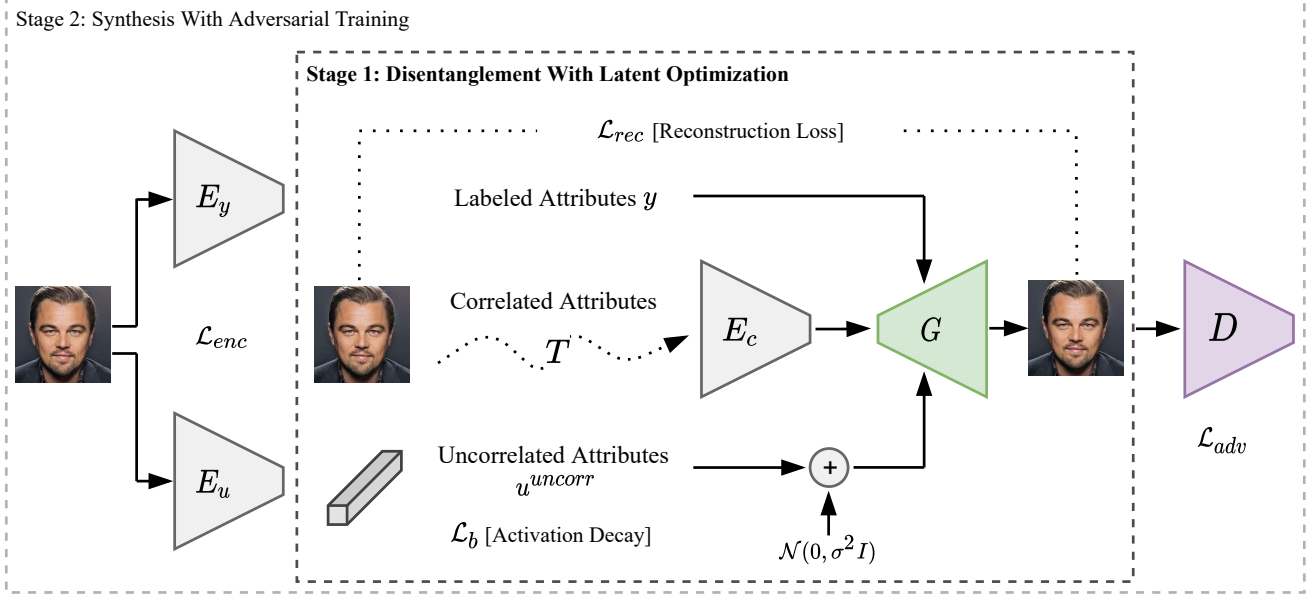 Stage 2: Synthesis With Adversarial Training
Stage 1: Disentanglement With Latent Optimization
ℒ_rec [Reconstruction Loss]
E_y
Labeled Attributes y
ℒ_enc
Correlated Attributes
T
E_c
G
D
ℒ_adv
E_u
Uncorrelated Attributes
u^uncorr
+
ℒ_b [Activation Decay]
𝒩(0, σ²I)